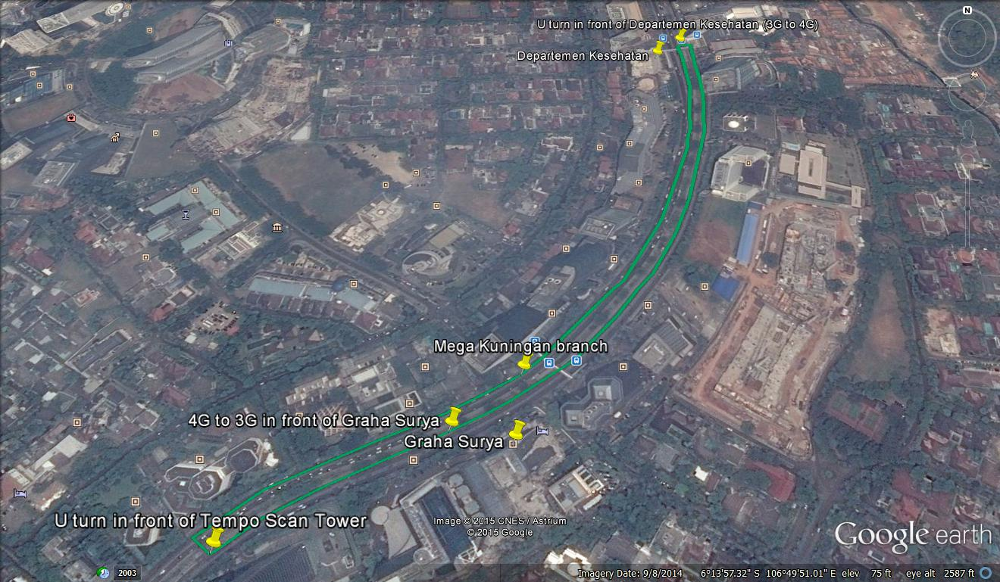 U turn in front of Departemen Kesehatan (3G to 4G)
N
Departemen Kesehatan
Mega Kuningan branch
4G to 3G in front of Graha Surya
Graha Surya
U turn in front of Tempo Scan Tower
Image © 2015 CNES / Astrium
© 2015 Google
Google earth
2003
Imagery Date: 9/8/2014 6°13'57.32" S 106°49'51.01" E elev 75 ft eye alt 2587 ft